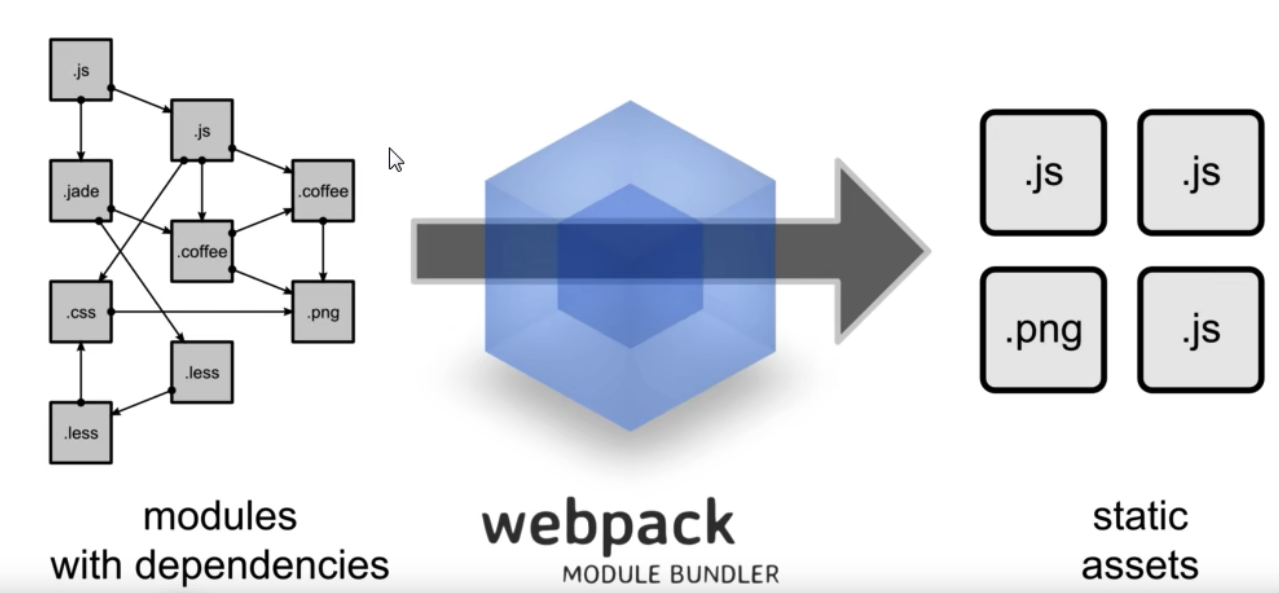 .js
.js
.jade
.coffee
.coffee
.css
.png
.less
.less
modules
with dependencies
webpack
MODULE BUNDLER
.js
.js
.png
.js
static
assets